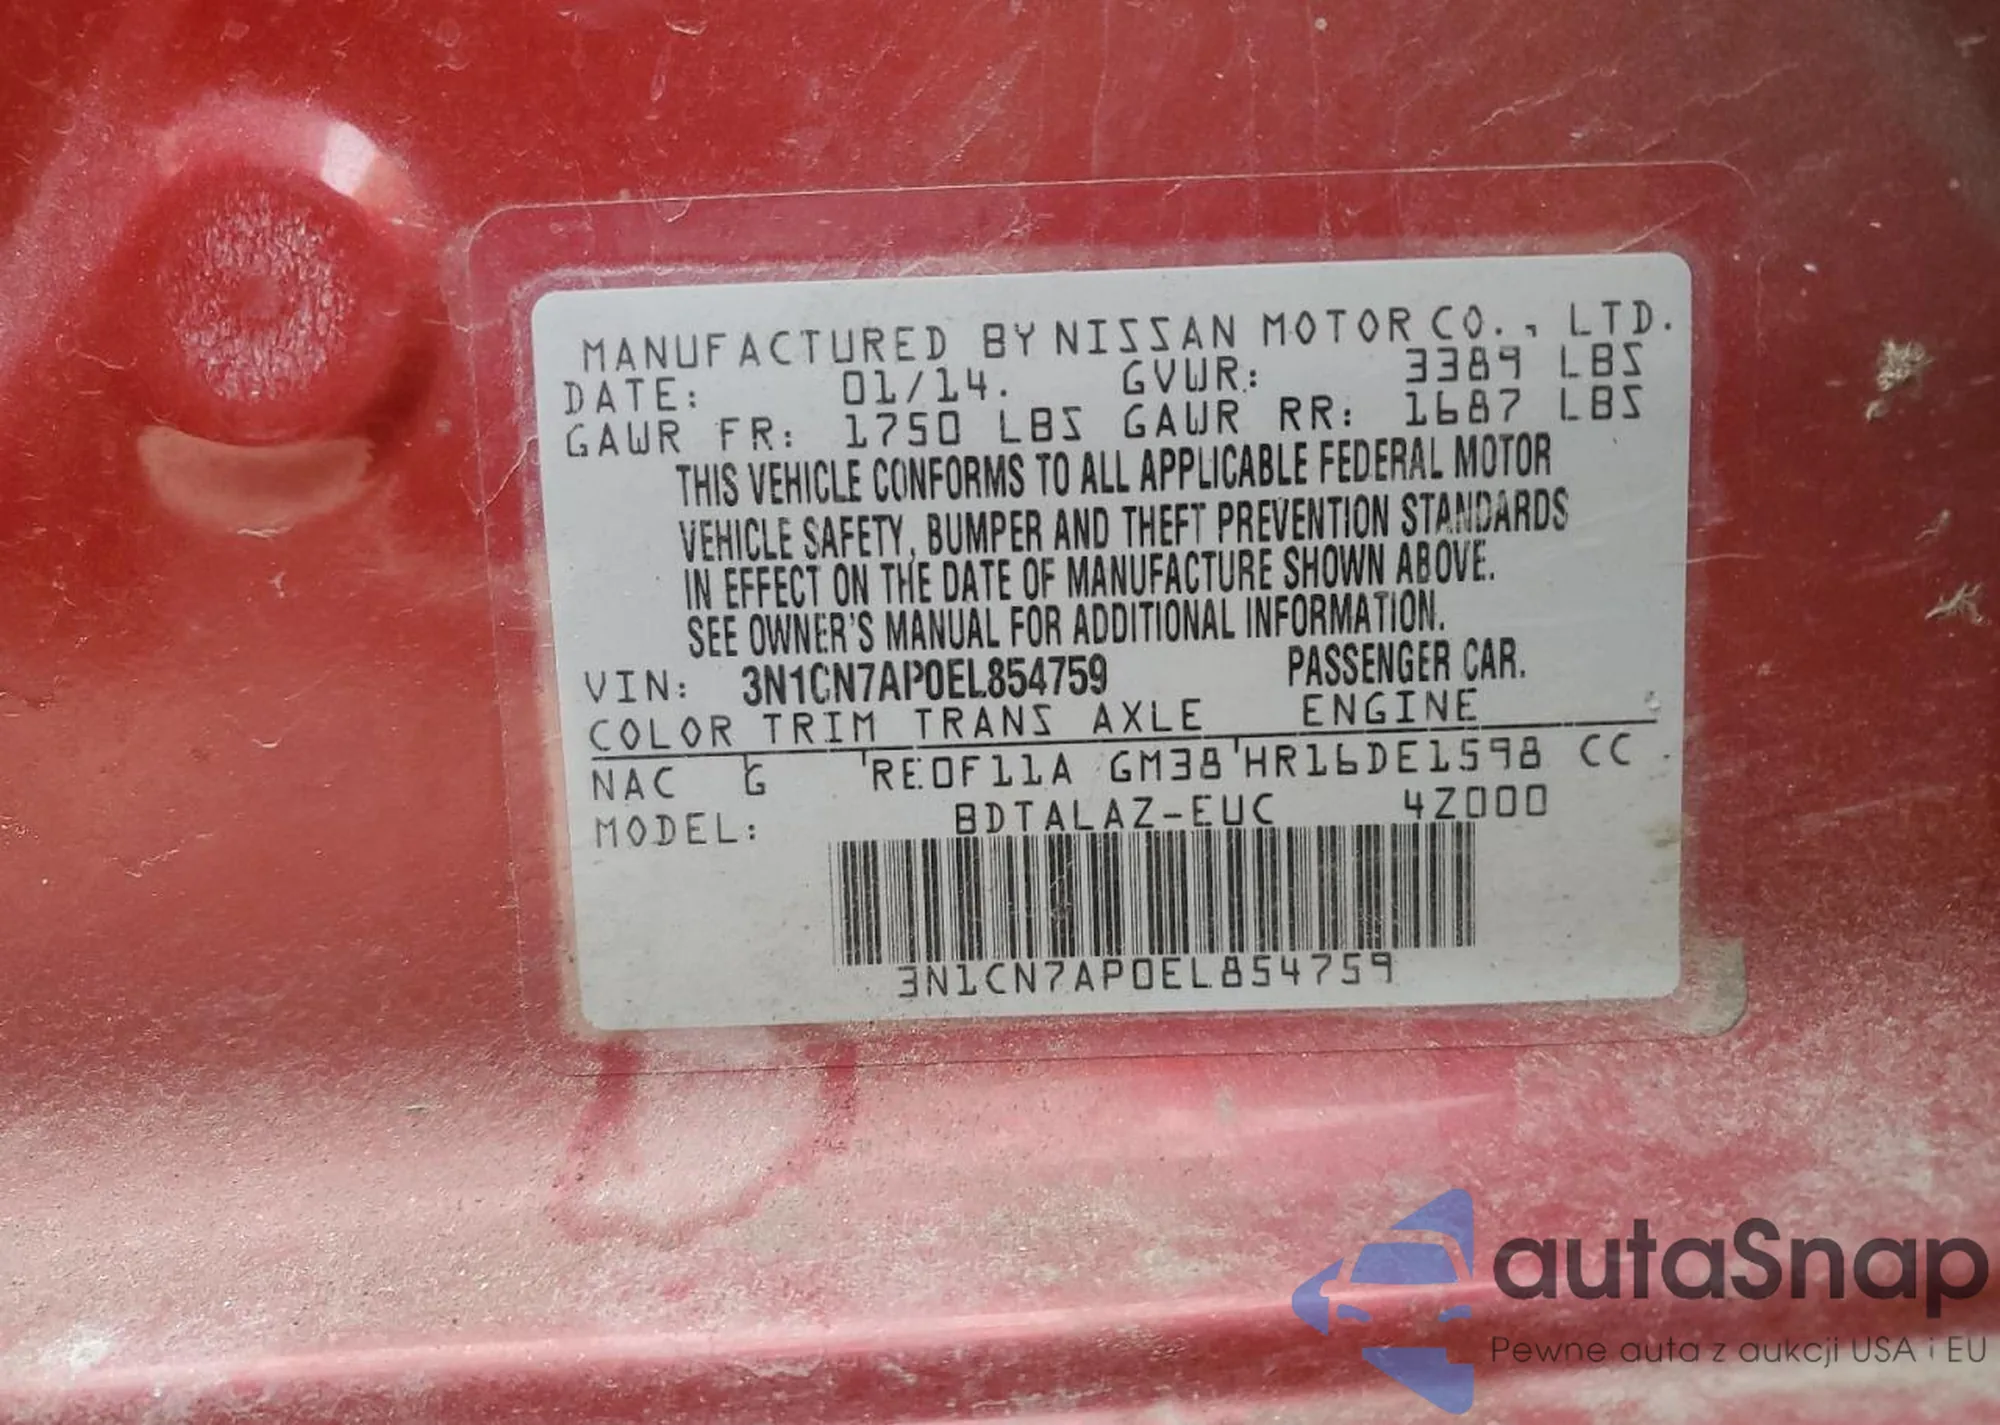 MANUFACTURED BY NISSAN MOTOR CO., LTD.
DATE: 01/14. GVWR: 3389 LBS
GAWR FR: 1750 LBS GAWR RR: 1687 LBS
THIS VEHICLE CONFORMS TO ALL APPLICABLE FEDERAL MOTOR
VEHICLE SAFETY, BUMPER AND THEFT PREVENTION STANDARDS
IN EFFECT ON THE DATE OF MANUFACTURE SHOWN ABOVE.
SEE OWNER'S MANUAL FOR ADDITIONAL INFORMATION.
VIN: 3N1CN7AP0EL854759 PASSENGER CAR.
COLOR TRIM TRANS AXLE ENGINE
NAC G RE0F11A GM38 HR16DE1598 CC
MODEL: BDTALAZ-EUC 4Z000
3N1CN7AP0EL854759
autaSnap
Pewne auta z aukcji USA i EU